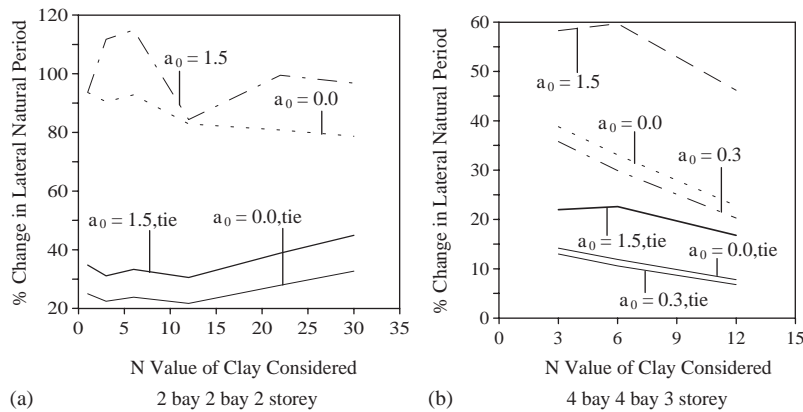 % Change in Lateral Natural Period
120
100
80
60
40
20
0
5
10
15
20
25
30
35
a0 = 1.5
a0 = 0.0
a0 = 1.5,tie
a0 = 0.0,tie
N Value of Clay Considered
(a) 2 bay 2 bay 2 storey
% Change in Lateral Natural Period
60
50
40
30
20
10
0
0
3
6
9
12
15
a0 = 1.5
a0 = 0.0
a0 = 0.3
a0 = 1.5,tie
a0 = 0.0,tie
a0 = 0.3,tie
N Value of Clay Considered
(b) 4 bay 4 bay 3 storey